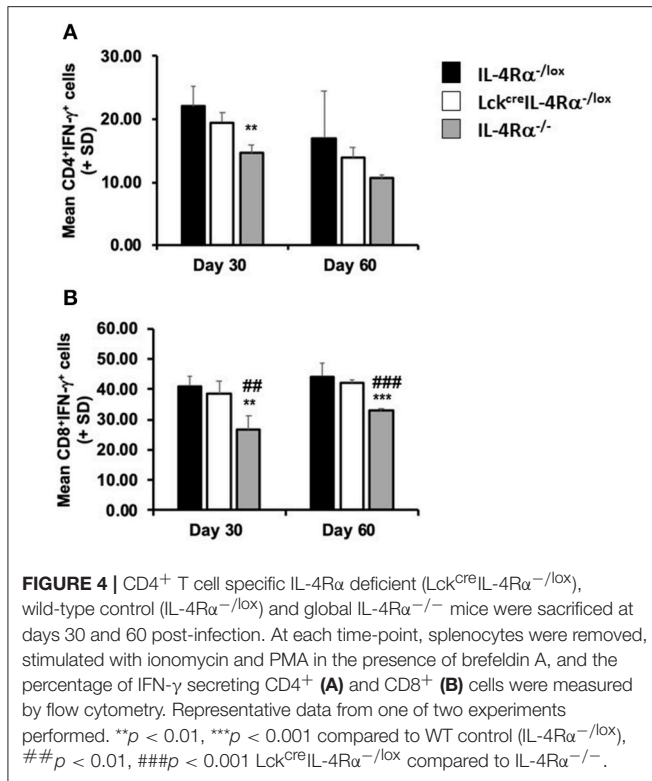 A
Mean CD4⁺IFN-γ⁺ cells
(+ SD)
30.00
20.00
10.00
0.00
**
Day 30
Day 60
IL-4Rα⁻/ˡᵒˣ
LckᶜʳᵉIL-4Rα⁻/ˡᵒˣ
IL-4Rα⁻/⁻
B
Mean CD8⁺IFN-γ⁺ cells
(+ SD)
60.00
50.00
40.00
30.00
20.00
10.00
00.00
##
**
###
***
Day 30
Day 60
FIGURE 4 | CD4⁺ T cell specific IL-4Rα deficient (LckᶜʳᵉIL-4Rα⁻/ˡᵒˣ),
wild-type control (IL-4Rα⁻/ˡᵒˣ) and global IL-4Rα⁻/⁻ mice were sacrificed at
days 30 and 60 post-infection. At each time-point, splenocytes were removed,
stimulated with ionomycin and PMA in the presence of brefeldin A, and the
percentage of IFN-γ secreting CD4⁺ (A) and CD8⁺ (B) cells were measured
by flow cytometry. Representative data from one of two experiments
performed. **p < 0.01, ***p < 0.001 compared to WT control (IL-4Rα⁻/ˡᵒˣ),
##p < 0.01, ###p < 0.001 LckᶜʳᵉIL-4Rα⁻/ˡᵒˣ compared to IL-4Rα⁻/⁻.